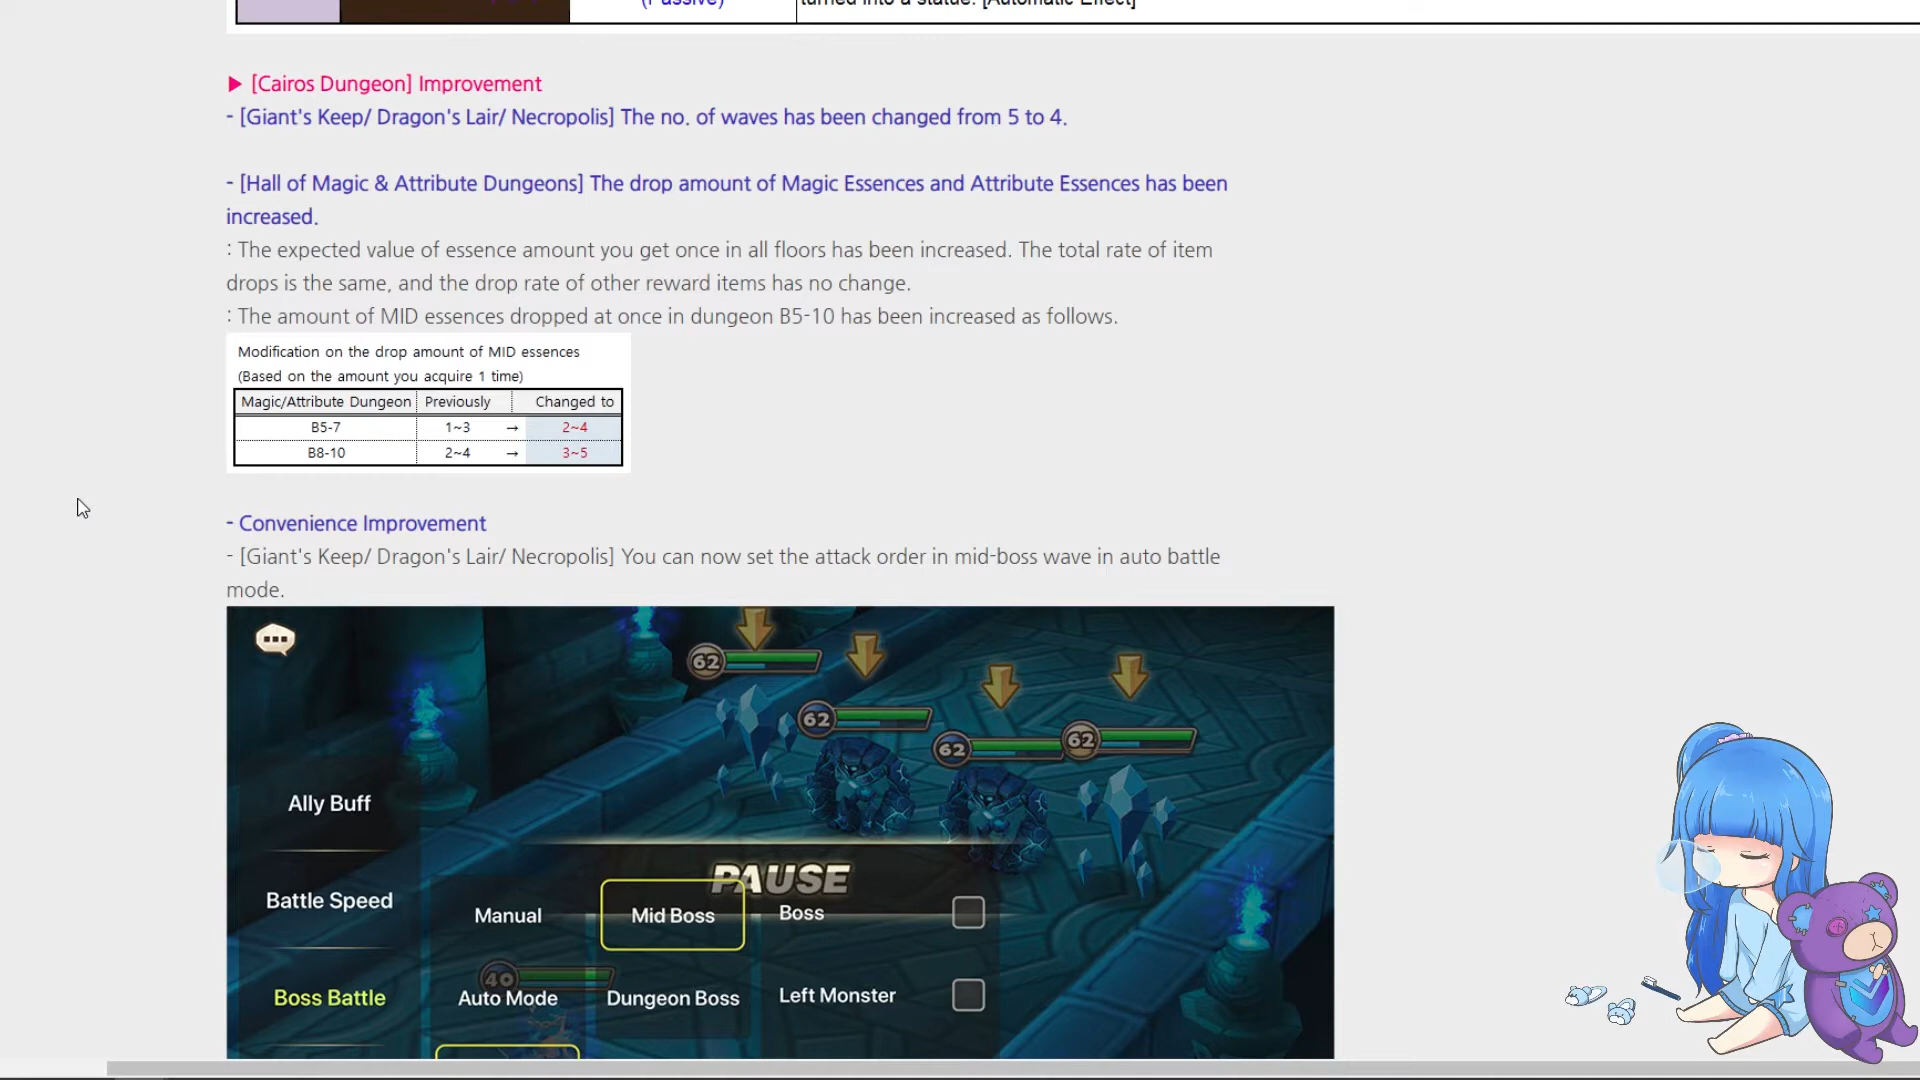 (Passive)
turned into a statue. [Automatic Effect]
▶ [Cairos Dungeon] Improvement
- [Giant's Keep/ Dragon's Lair/ Necropolis] The no. of waves has been changed from 5 to 4.
- [Hall of Magic & Attribute Dungeons] The drop amount of Magic Essences and Attribute Essences has been
increased.
: The expected value of essence amount you get once in all floors has been increased. The total rate of item
drops is the same, and the drop rate of other reward items has no change.
: The amount of MID essences dropped at once in dungeon B5-10 has been increased as follows.
Modification on the drop amount of MID essences
(Based on the amount you acquire 1 time)
Magic/Attribute Dungeon Previously Changed to
B5-7 1~3 → 2~4
B8-10 2~4 → 3~5
- Convenience Improvement
- [Giant's Keep/ Dragon's Lair/ Necropolis] You can now set the attack order in mid-boss wave in auto battle
mode.
62
62
62
62
Ally Buff
PAUSE
Battle Speed
Manual
Mid Boss
Boss
40
Boss Battle
Auto Mode
Dungeon Boss
Left Monster